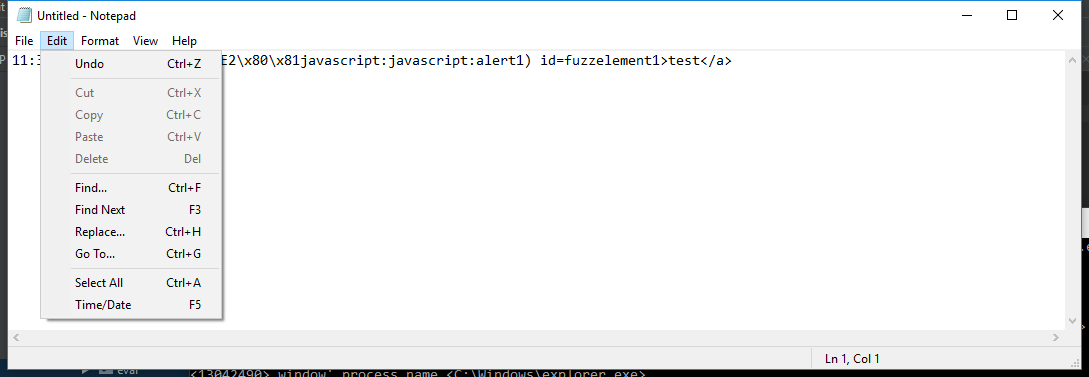 Untitled - Notepad
File Edit Format View Help
11:3 E2\x80\x81javascript:javascript:alert1) id=fuzzelement1>test</a>
Undo Ctrl+Z
Cut Ctrl+X
Copy Ctrl+C
Paste Ctrl+V
Delete Del
Find... Ctrl+F
Find Next F3
Replace... Ctrl+H
Go To... Ctrl+G
Select All Ctrl+A
Time/Date F5
Ln 1, Col 1
eval
<13042490> window' process name <C:\Windows\explorer.exe>